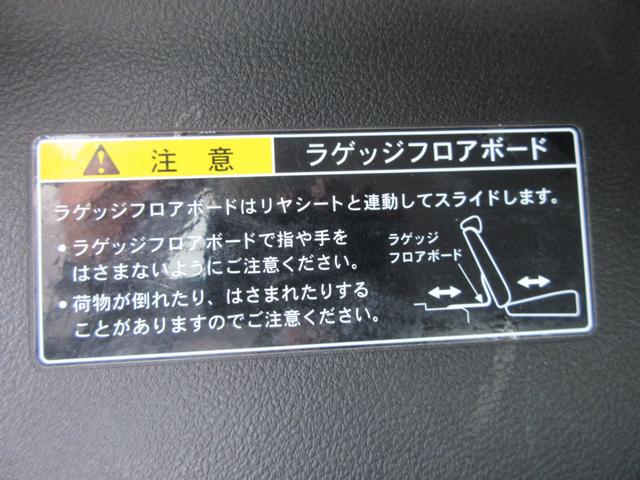 注意 ラゲッジフロアボード
ラゲッジフロアボードはリヤシートと連動してスライドします。
• ラゲッジフロアボードで指や手を
はさまないようにご注意ください。
• 荷物が倒れたり、はさまれたりする
ことがありますのでご注意ください。
ラゲッジ
フロアボード